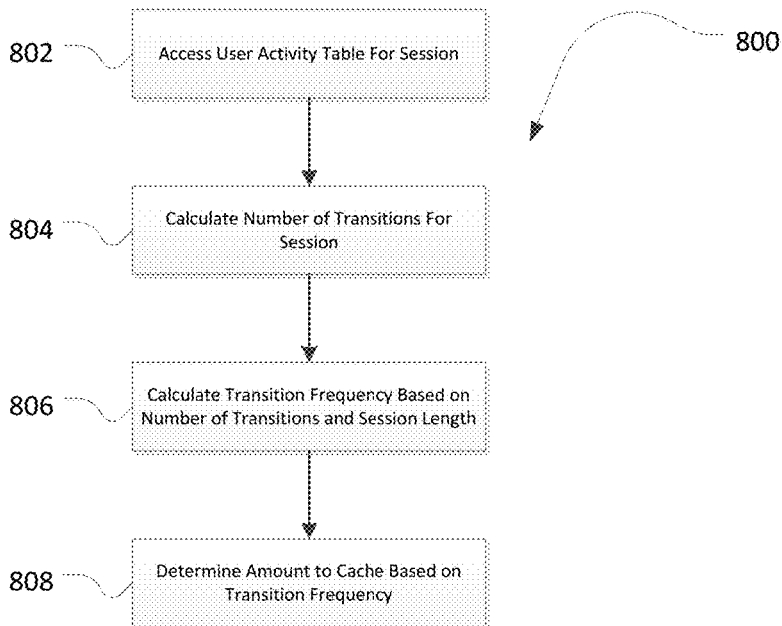 802
Access User Activity Table For Session
800
804
Calculate Number of Transitions For
Session
806
Calculate Transition Frequency Based on
Number of Transitions and Session Length
808
Determine Amount to Cache Based on
Transition Frequency